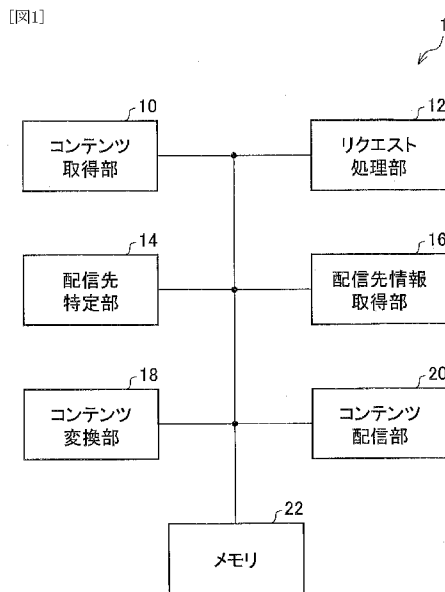 [図1]
1
10
コンテンツ
取得部
12
リクエスト
処理部
14
配信先
特定部
16
配信先情報
取得部
18
コンテンツ
変換部
20
コンテンツ
配信部
22
メモリ